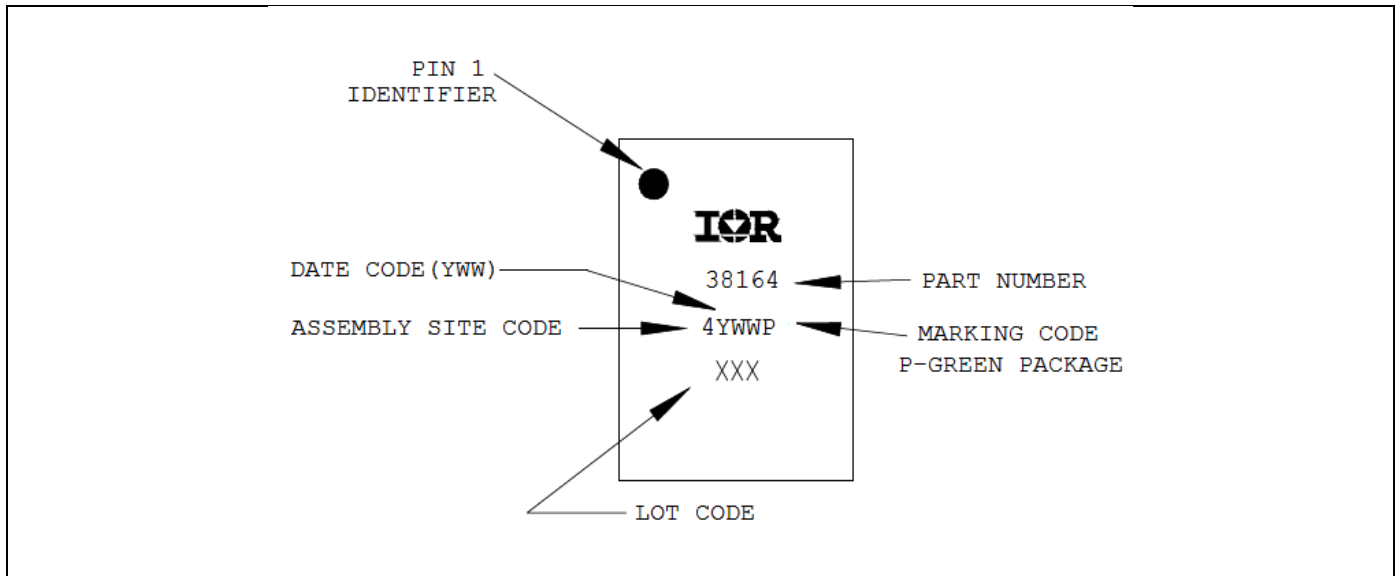 PIN 1
IDENTIFIER
IOR
DATE CODE(YWW)
38164
PART NUMBER
ASSEMBLY SITE CODE
4YWWP
MARKING CODE
P-GREEN PACKAGE
XXX
LOT CODE